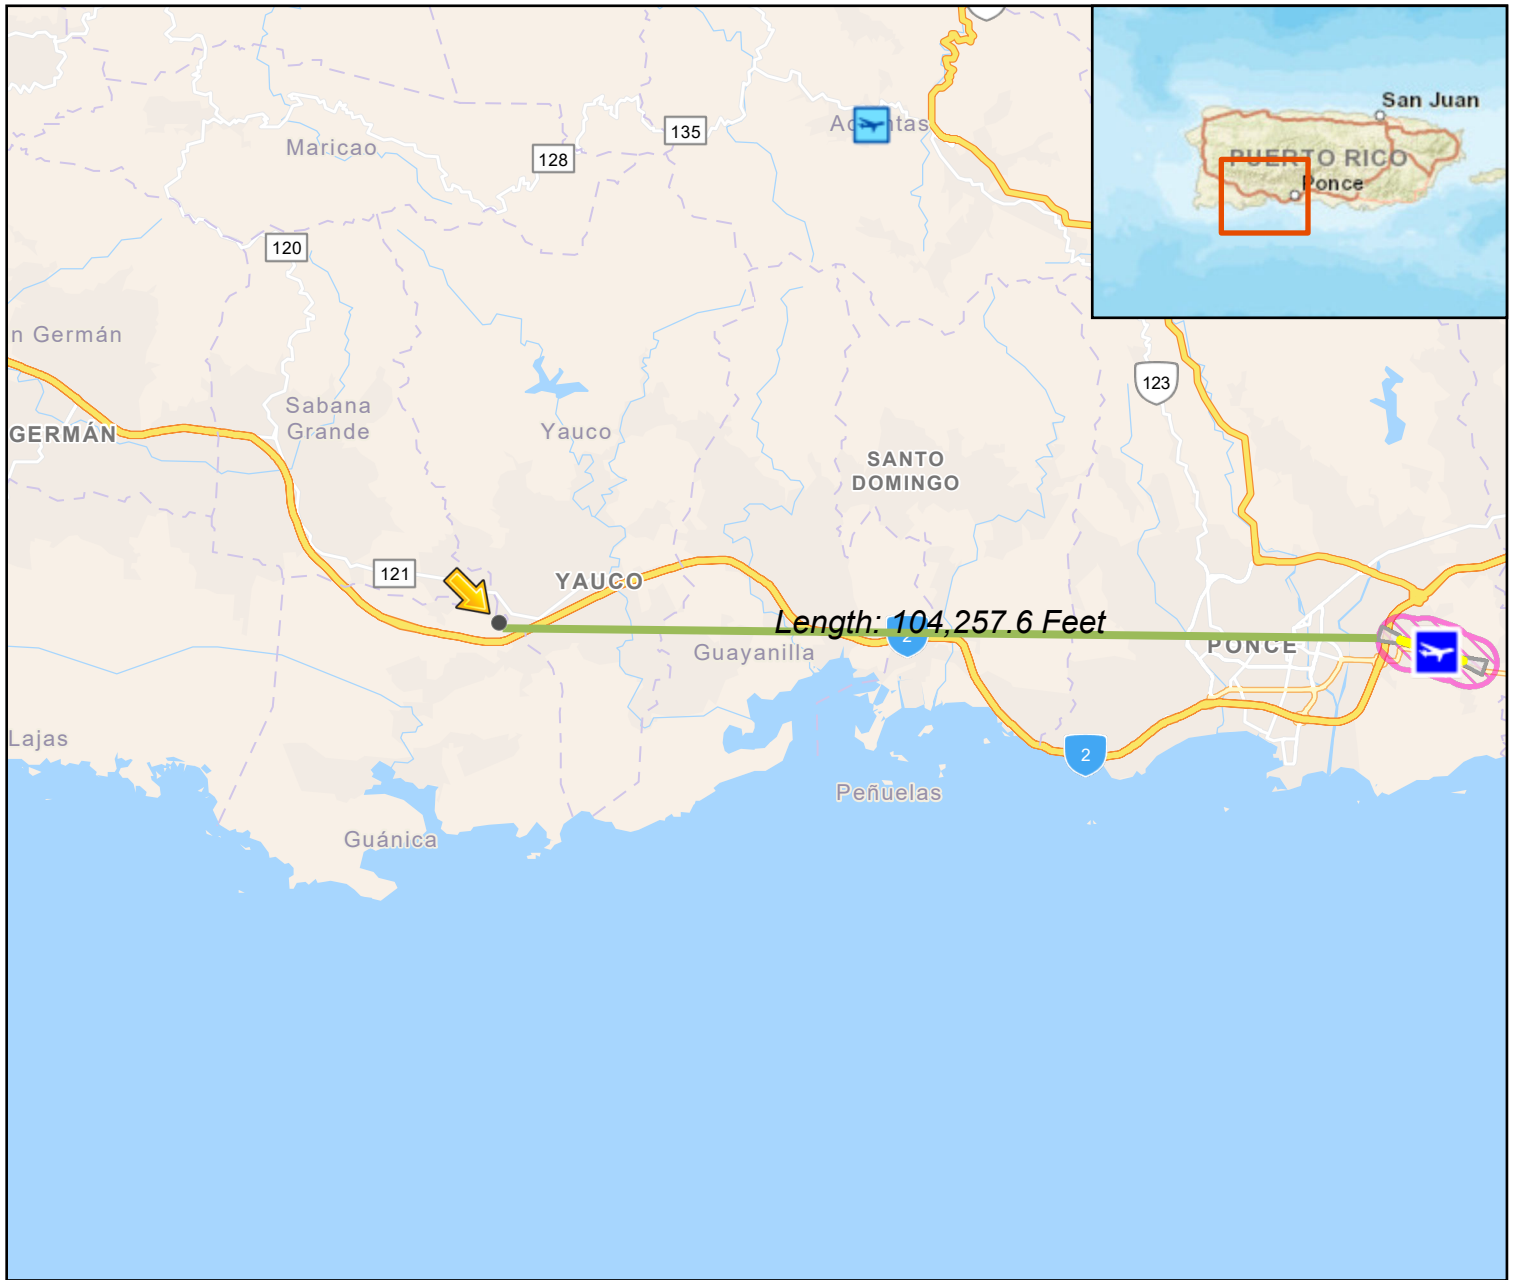 San Juan
PUERTO RICO
Ponce
135
Maricao
128
120
n Germán
123
Sabana
Grande
GERMÁN
Yauco
SANTO
DOMINGO
121
YAUCO
Length: 104,257.6 Feet
2
PONCE
Guayanilla
Lajas
2
Peñuelas
Guánica